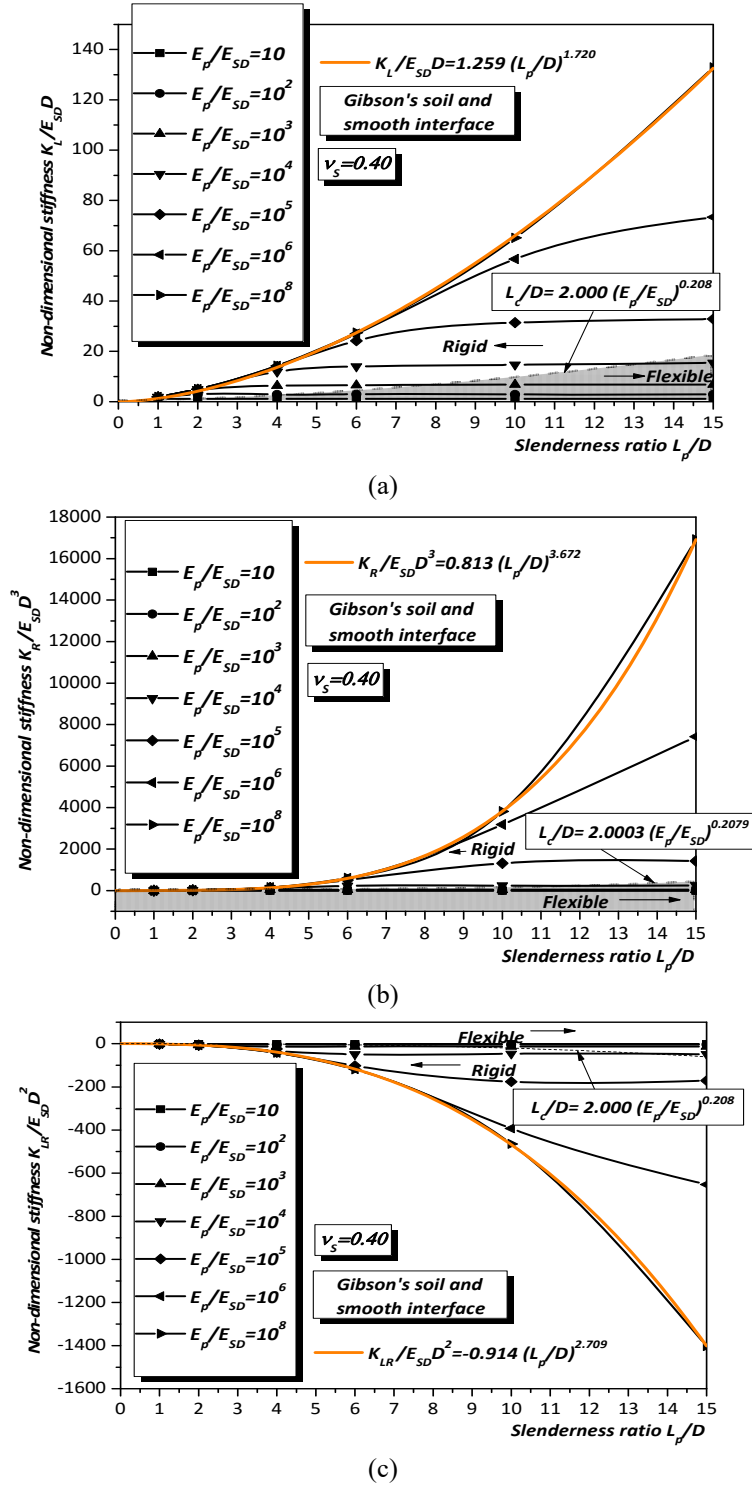 Non-dimensional stiffness K_L/E_SD D
140
120
100
80
60
40
20
0
E_p/E_SD=10
E_p/E_SD=10^2
E_p/E_SD=10^3
E_p/E_SD=10^4
E_p/E_SD=10^5
E_p/E_SD=10^6
E_p/E_SD=10^8
K_L/E_SD D=1.259 (L_p/D)^1.720
Gibson's soil and
smooth interface
ν_s=0.40
L_c/D= 2.000 (E_p/E_SD)^0.208
Rigid
Flexible
0 1 2 3 4 5 6 7 8 9 10 11 12 13 14 15
Slenderness ratio L_p/D
(a)
Non-dimensional stiffness K_R/E_SD D^3
18000
16000
14000
12000
10000
8000
6000
4000
2000
0
E_p/E_SD=10
E_p/E_SD=10^2
E_p/E_SD=10^3
E_p/E_SD=10^4
E_p/E_SD=10^5
E_p/E_SD=10^6
E_p/E_SD=10^8
K_R/E_SD D^3=0.813 (L_p/D)^3.672
Gibson's soil and
smooth interface
ν_s=0.40
L_c/D= 2.0003 (E_p/E_SD)^0.2079
Rigid
Flexible
0 1 2 3 4 5 6 7 8 9 10 11 12 13 14 15
Slenderness ratio L_p/D
(b)
Non-dimensional stiffness K_LR/E_SD D^2
0
-200
-400
-600
-800
-1000
-1200
-1400
-1600
Flexible
Rigid
L_c/D= 2.000 (E_p/E_SD)^0.208
E_p/E_SD=10
E_p/E_SD=10^2
E_p/E_SD=10^3
E_p/E_SD=10^4
E_p/E_SD=10^5
E_p/E_SD=10^6
E_p/E_SD=10^8
ν_s=0.40
Gibson's soil and
smooth interface
K_LR/E_SD D^2=-0.914 (L_p/D)^2.709
0 1 2 3 4 5 6 7 8 9 10 11 12 13 14 15
Slenderness ratio L_p/D
(c)